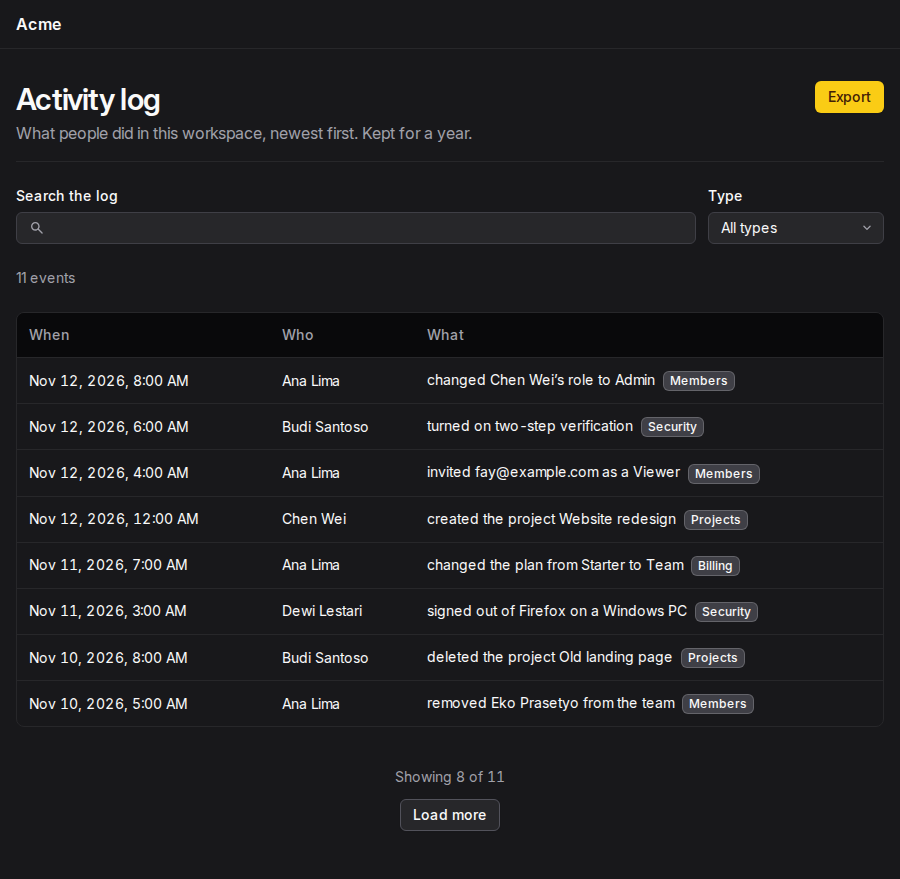 Acme
Activity log
Export
What people did in this workspace, newest first. Kept for a year.
Search the log
Type
All types
11 events
When Who What
Nov 12, 2026, 8:00 AM Ana Lima changed Chen Wei’s role to Admin Members
Nov 12, 2026, 6:00 AM Budi Santoso turned on two-step verification Security
Nov 12, 2026, 4:00 AM Ana Lima invited fay@example.com as a Viewer Members
Nov 12, 2026, 12:00 AM Chen Wei created the project Website redesign Projects
Nov 11, 2026, 7:00 AM Ana Lima changed the plan from Starter to Team Billing
Nov 11, 2026, 3:00 AM Dewi Lestari signed out of Firefox on a Windows PC Security
Nov 10, 2026, 8:00 AM Budi Santoso deleted the project Old landing page Projects
Nov 10, 2026, 5:00 AM Ana Lima removed Eko Prasetyo from the team Members
Showing 8 of 11
Load more